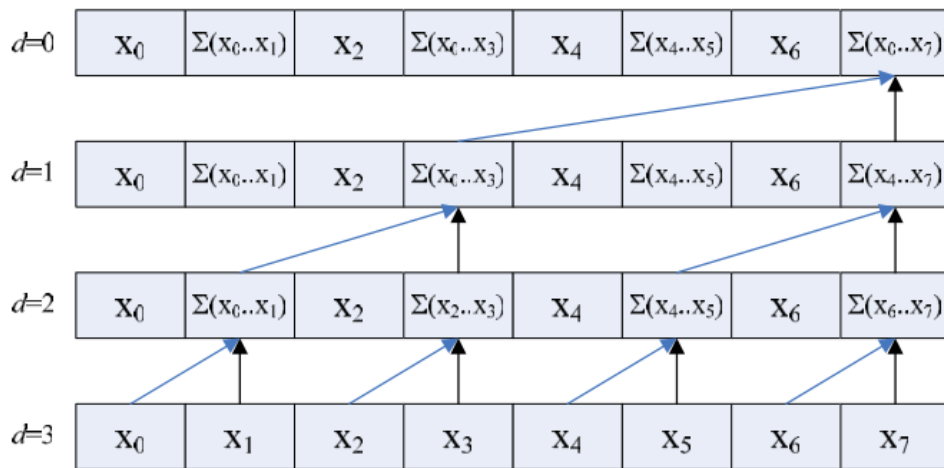 d=0 x₀ Σ(x₀..x₁) x₂ Σ(x₀..x₃) x₄ Σ(x₄..x₅) x₆ Σ(x₀..x₇)
d=1 x₀ Σ(x₀..x₁) x₂ Σ(x₀..x₃) x₄ Σ(x₄..x₅) x₆ Σ(x₄..x₇)
d=2 x₀ Σ(x₀..x₁) x₂ Σ(x₂..x₃) x₄ Σ(x₄..x₅) x₆ Σ(x₆..x₇)
d=3 x₀ x₁ x₂ x₃ x₄ x₅ x₆ x₇